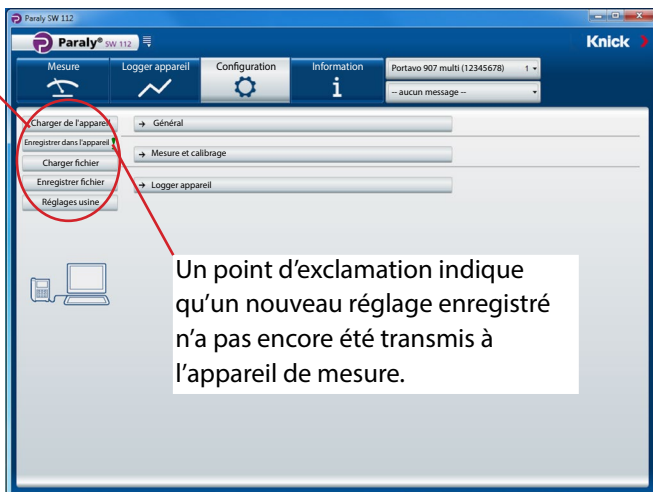 Paraly SW 112
Paraly® SW 112
Knick
Mesure
Logger appareil
Configuration
Information
Portavo 907 multi (12345678) 1
-- aucun message --
Charger de l'appareil
Enregistrer dans l'appareil !
Charger fichier
Enregistrer fichier
Réglages usine
→ Général
→ Mesure et calibrage
→ Logger appareil
Un point d’exclamation indique
qu’un nouveau réglage enregistré
n’a pas encore été transmis à
l’appareil de mesure.